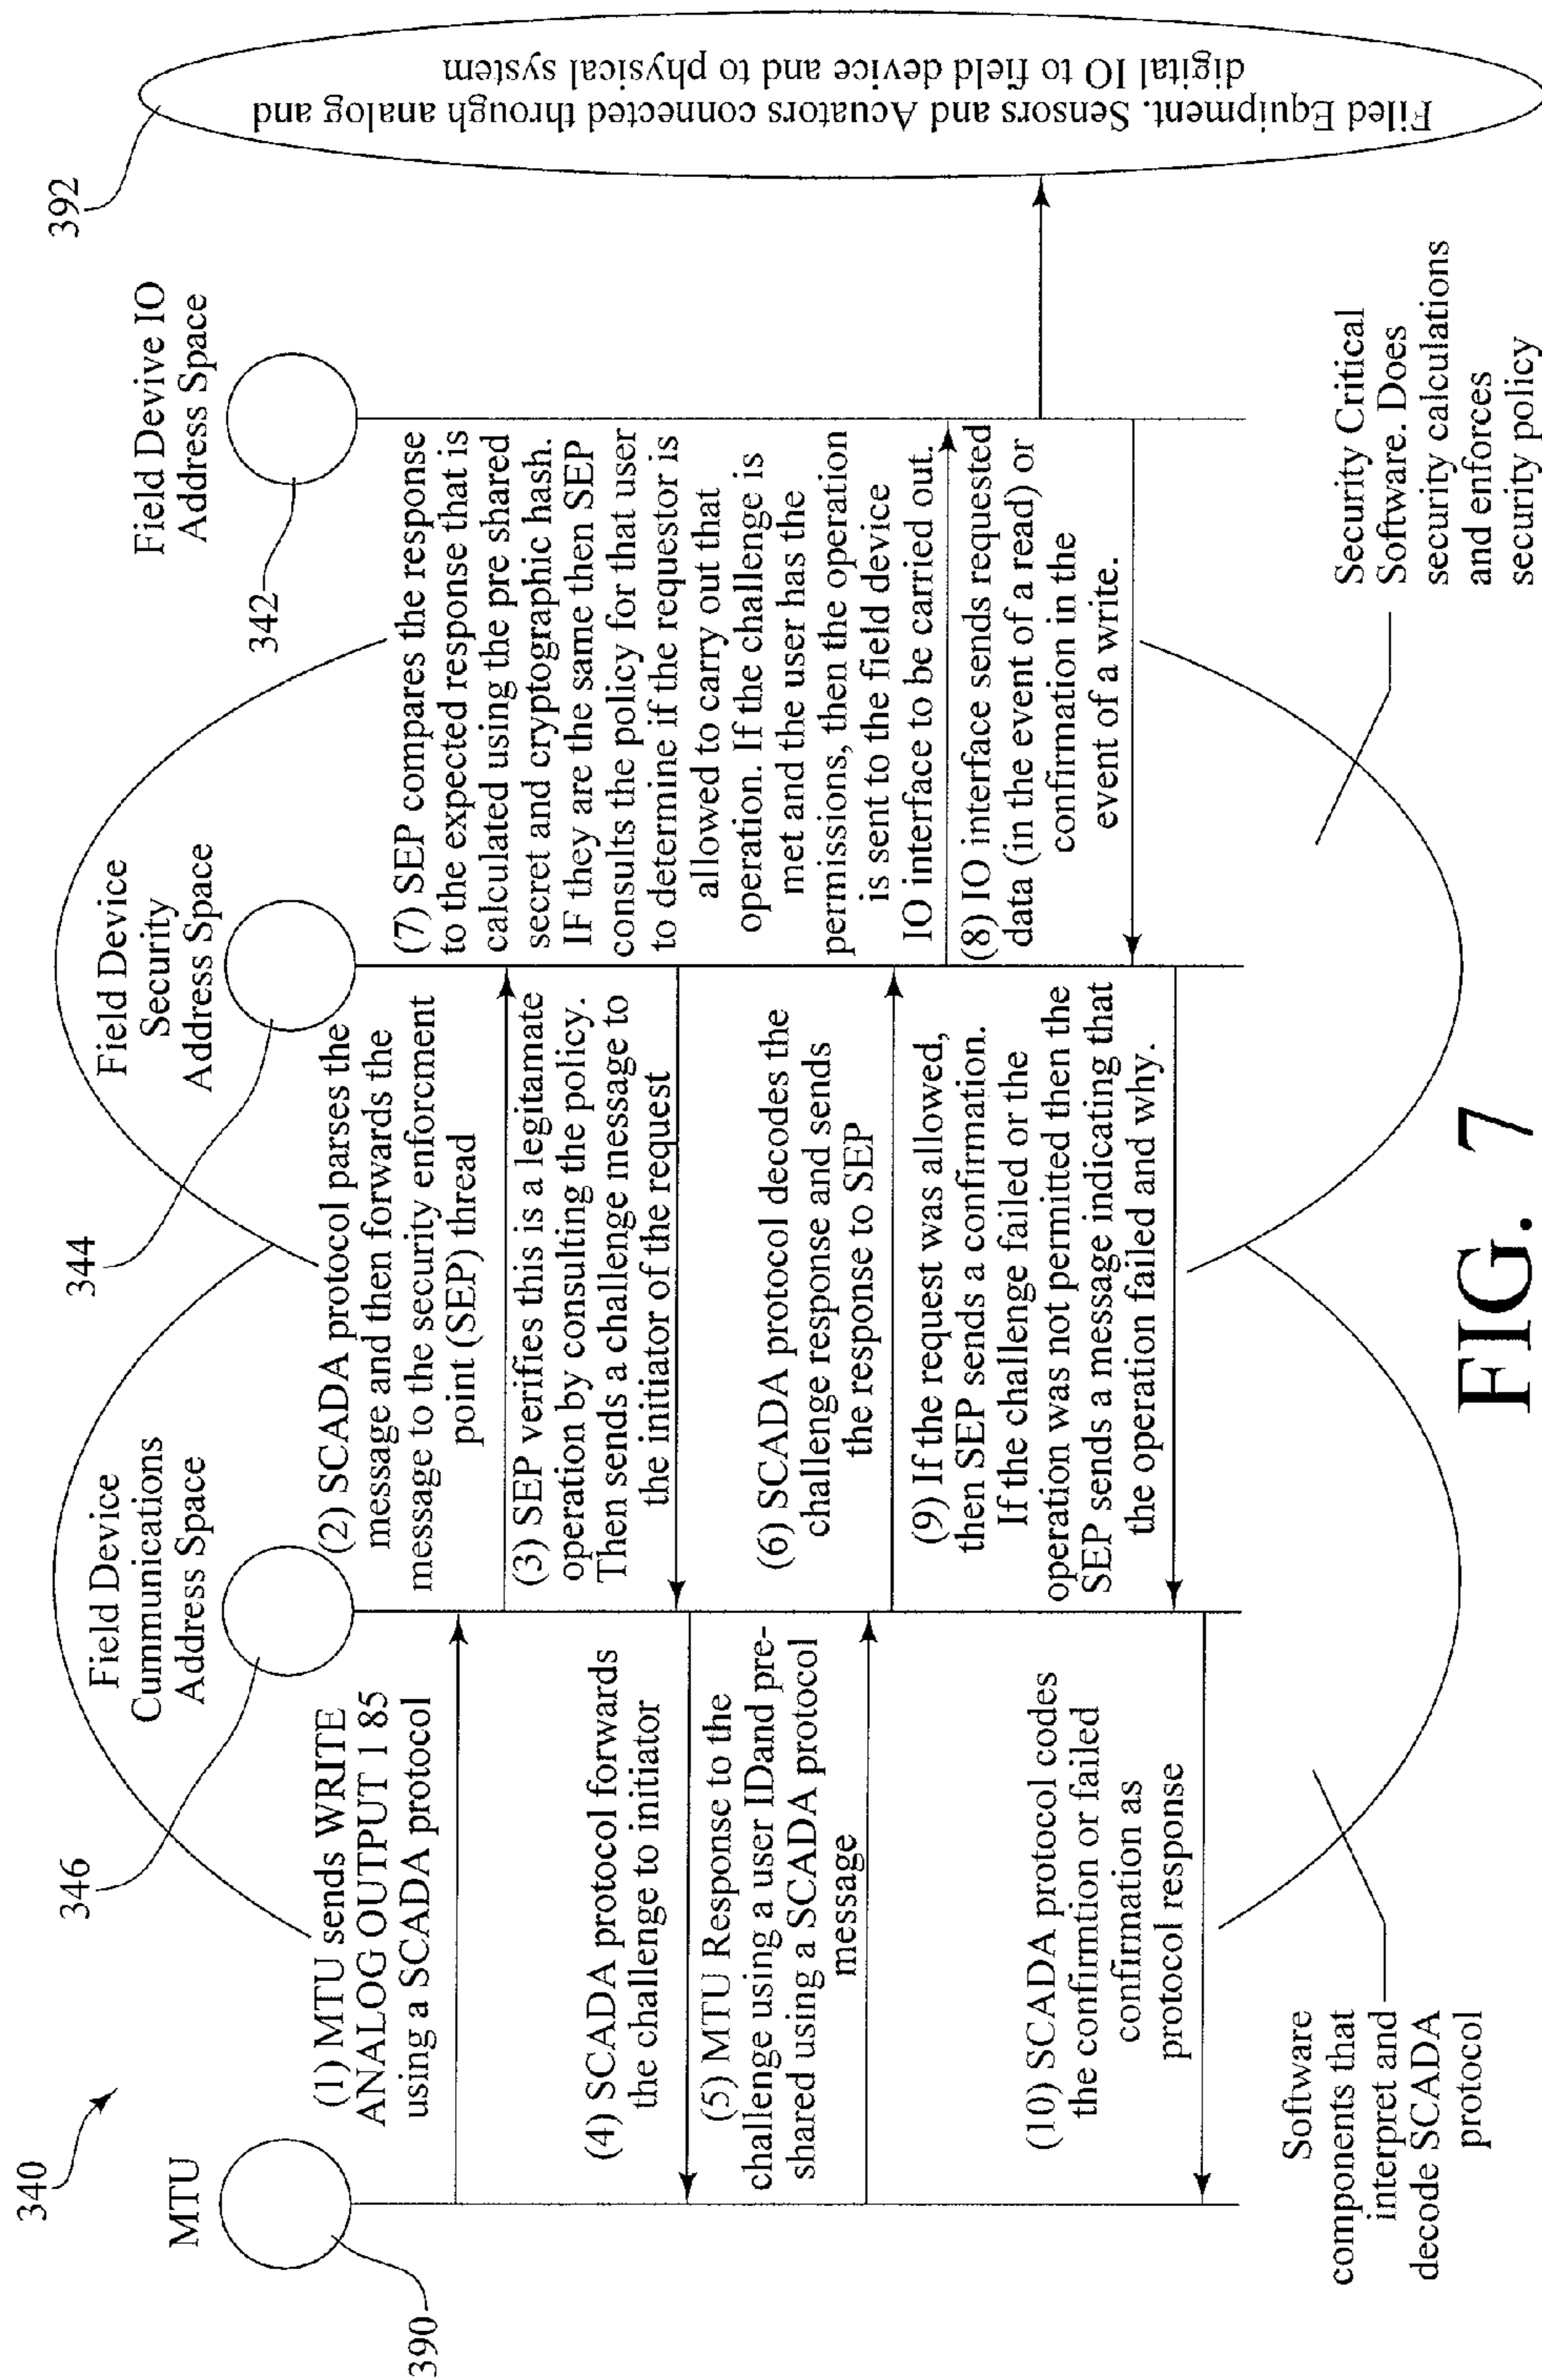 340
MTU
390
346
Field Device
Cummunications
Address Space
344
Field Device
Security
Address Space
342
Field Devive IO
Address Space
392
Filed Equipment. Sensors and Acuators connected through analog and
digital IO to field device and to physical system
(1) MTU sends WRITE
ANALOG OUTPUT 1 85
using a SCADA protocol
(2) SCADA protocol parses the
message and then forwards the
message to the security enforcment
point (SEP) thread
(3) SEP verifies this is a legitamate
operation by consulting the policy.
Then sends a challenge message to
the initiator of the request
(4) SCADA protocol forwards
the challenge to initiator
(5) MTU Response to the
challenge using a user IDand pre-
shared using a SCADA protocol
message
(6) SCADA protocol decodes the
challenge response and sends
the response to SEP
(7) SEP compares the response
to the expected response that is
calculated using the pre shared
secret and cryptographic hash.
IF they are the same then SEP
consults the policy for that user
to determine if the requestor is
allowed to carry out that
operation. If the challenge is
met and the user has the
permissions, then the operation
is sent to the field device
IO interface to be carried out.
(8) IO interface sends requested
data (in the event of a read) or
confirmation in the
event of a write.
(9) If the request was allowed,
then SEP sends a confirmation.
If the challenge failed or the
operation was not permitted then the
SEP sends a message indicating that
the operation failed and why.
(10) SCADA protocol codes
the confirmtion or failed
confirmation as
protocol response
Software
components that
interpret and
decode SCADA
protocol
Security Critical
Software. Does
security calculations
and enforces
security policy
FIG. 7